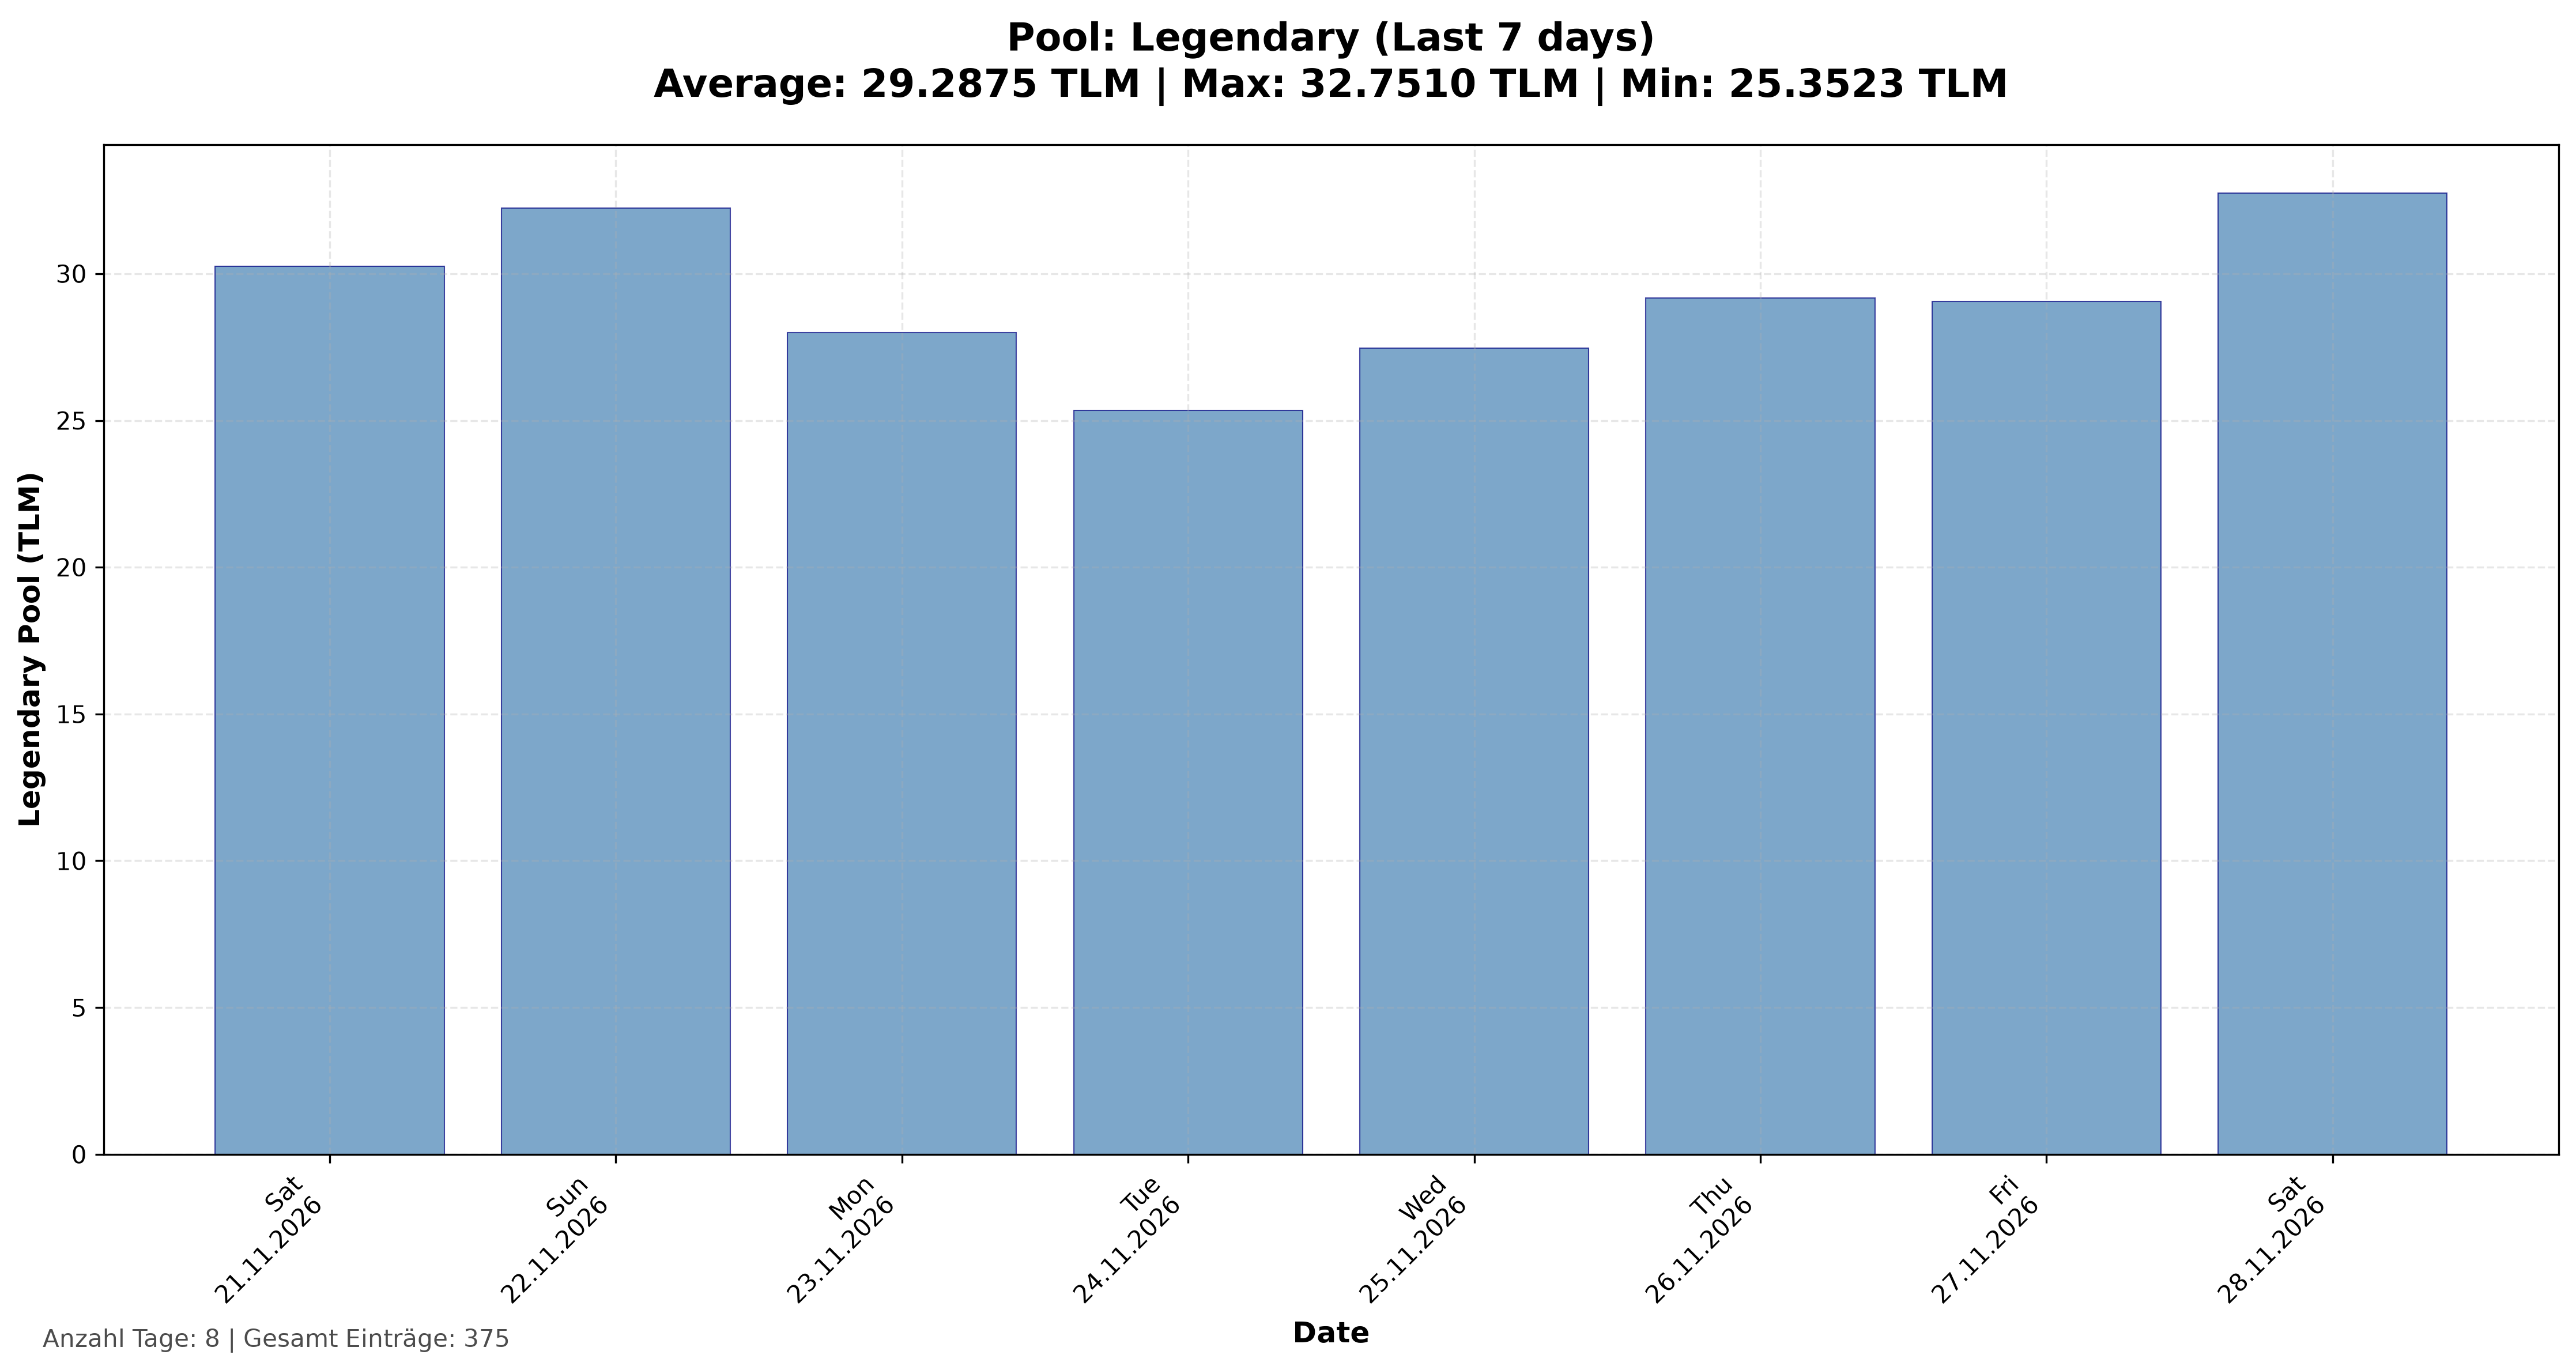 Pool: Legendary (Last 7 days)
Average: 29.2875 TLM | Max: 32.7510 TLM | Min: 25.3523 TLM
Legendary Pool (TLM)
30
25
20
15
10
5
0
Sat
21.11.2026
Sun
22.11.2026
Mon
23.11.2026
Tue
24.11.2026
Wed
25.11.2026
Thu
26.11.2026
Fri
27.11.2026
Sat
28.11.2026
Date
Anzahl Tage: 8 | Gesamt Einträge: 375